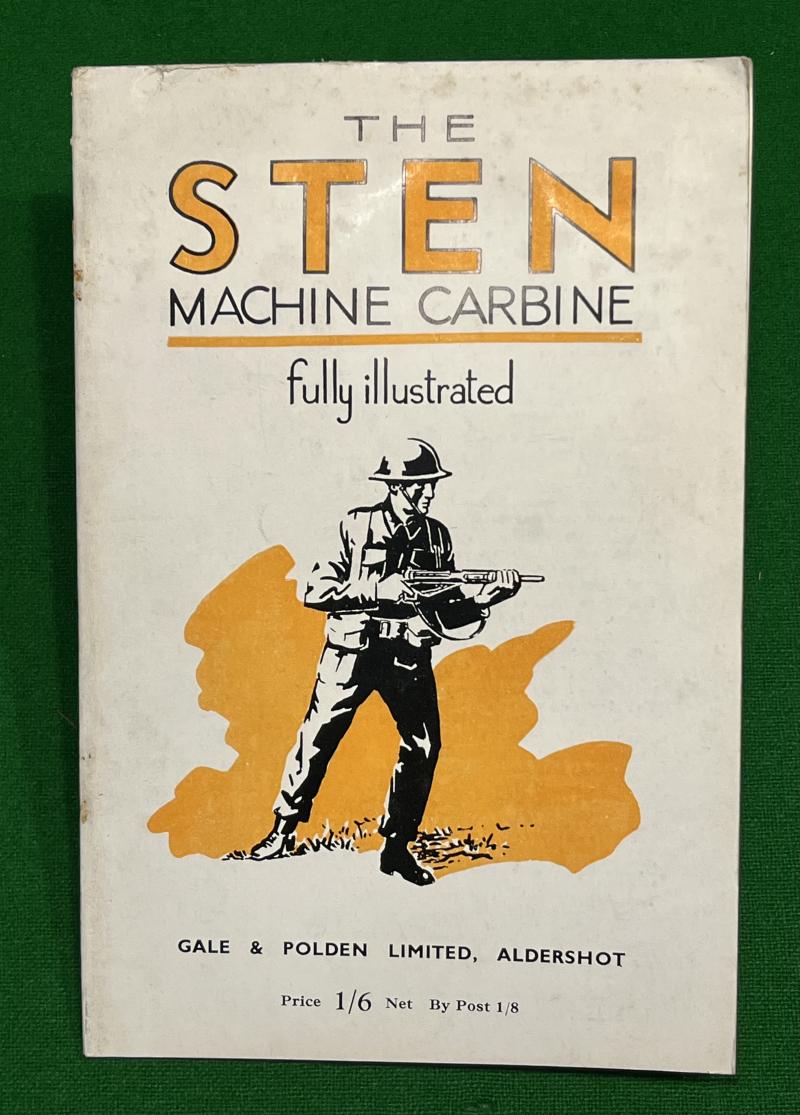 THE
STEN
MACHINE CARBINE
fully illustrated
GALE & POLDEN LIMITED, ALDERSHOT
Price 1/6 Net By Post 1/8